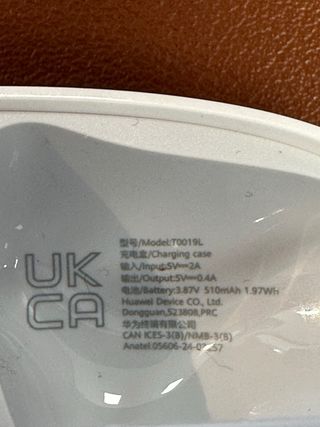 UK
CA
型号/Model:T0019L
充电盒/Charging case
输入/Input:5V⎓2A
输出/Output:5V⎓0.4A
电池/Battery:3.87V 510mAh 1.97Wh
Huawei Device CO., Ltd.
Dongguan,523808,PRC
华为终端有限公司
CAN ICES-3(B)/NMB-3(B)